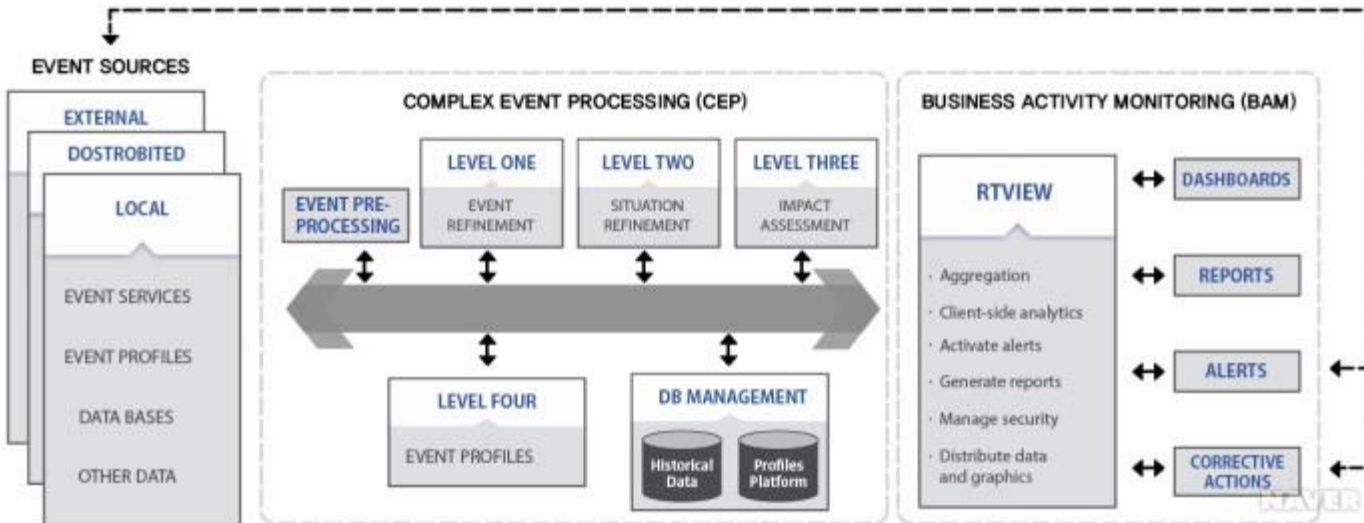 EVENT SOURCES
EXTERNAL
DOSTROBITED
LOCAL
EVENT SERVICES
EVENT PROFILES
DATA BASES
OTHER DATA
COMPLEX EVENT PROCESSING (CEP)
EVENT PRE-
PROCESSING
LEVEL ONE
EVENT
REFINEMENT
LEVEL TWO
SITUATION
REFINEMENT
LEVEL THREE
IMPACT
ASSESSMENT
LEVEL FOUR
EVENT PROFILES
DB MANAGEMENT
Historical
Data
Profiles
Platform
BUSINESS ACTIVITY MONITORING (BAM)
RTVIEW
· Aggregation
· Client-side analytics
· Activate alerts
· Generate reports
· Manage security
· Distribute data
and graphics
DASHBOARDS
REPORTS
ALERTS
CORRECTIVE
ACTIONS
NAVER